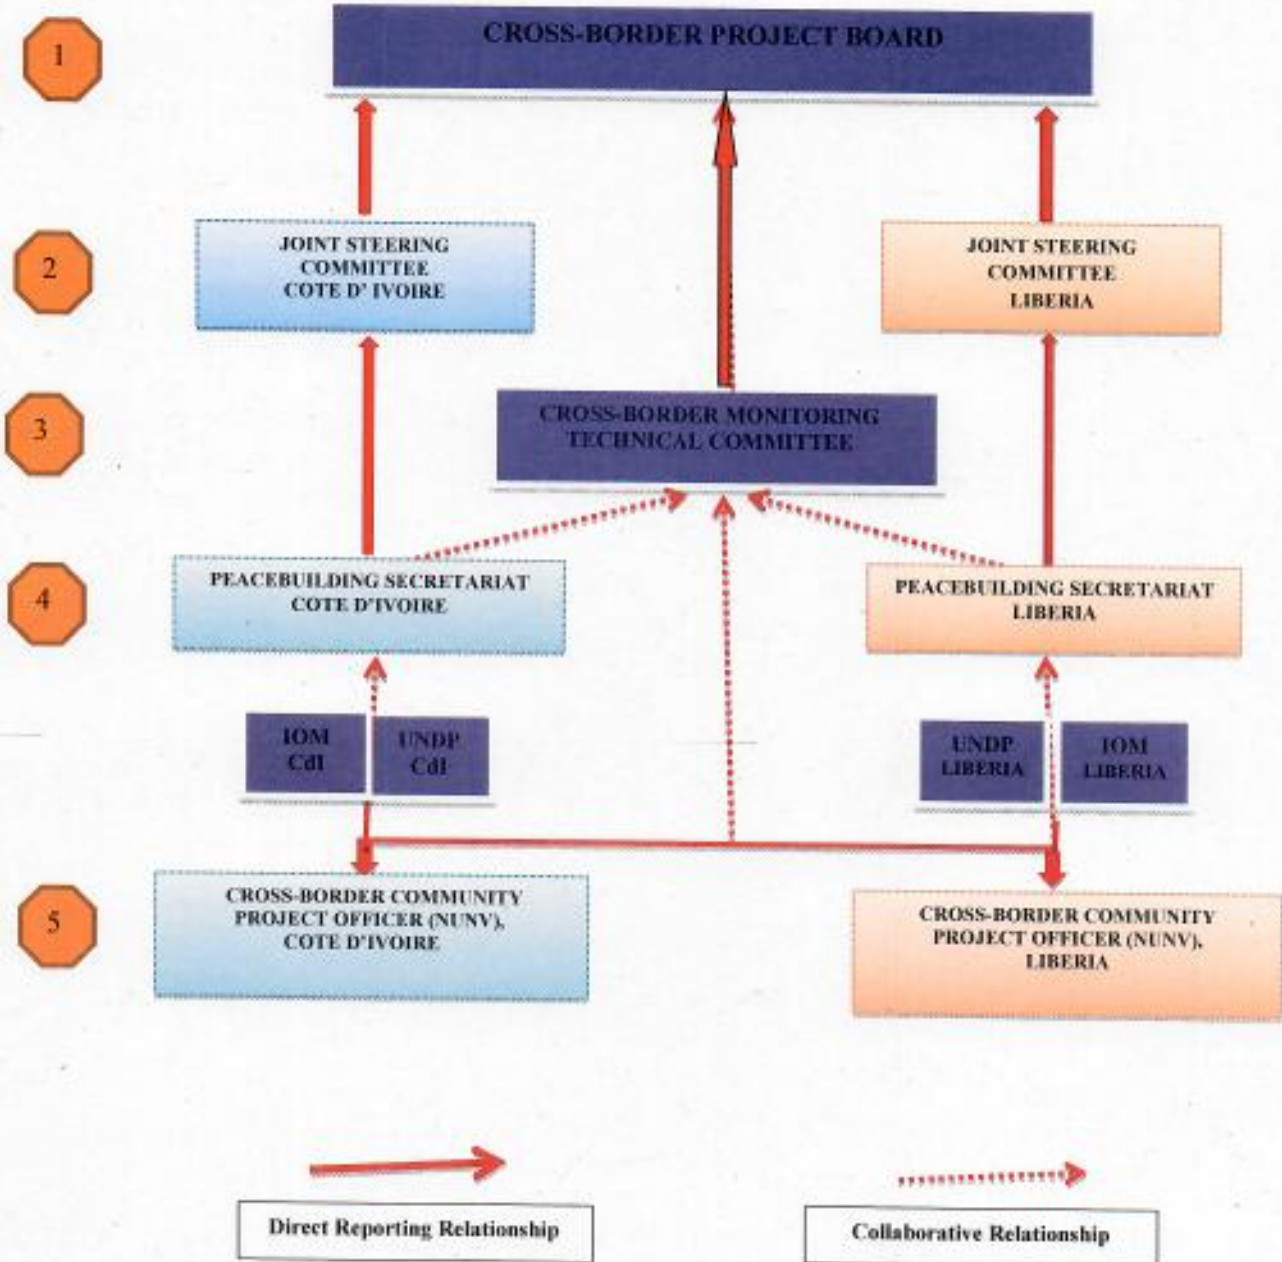 1
CROSS-BORDER PROJECT BOARD
2
JOINT STEERING
COMMITTEE
COTE D' IVOIRE
JOINT STEERING
COMMITTEE
LIBERIA
3
CROSS-BORDER MONITORING
TECHNICAL COMMITTEE
4
PEACEBUILDING SECRETARIAT
COTE D'IVOIRE
PEACEBUILDING SECRETARIAT
LIBERIA
IOM
CdI
UNDP
CdI
UNDP
LIBERIA
IOM
LIBERIA
5
CROSS-BORDER COMMUNITY
PROJECT OFFICER (NUNV),
COTE D'IVOIRE
CROSS-BORDER COMMUNITY
PROJECT OFFICER (NUNV),
LIBERIA
Direct Reporting Relationship
Collaborative Relationship